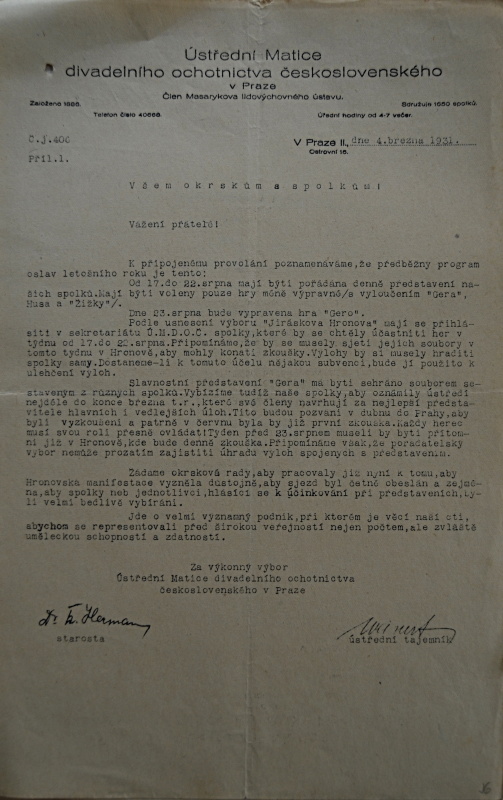 Ústřední Matice
divadelního ochotnictva československého
v Praze
Člen Masarykova lidovýchovného ústavu.
Založeno 1885.
Sdružuje 1650 spolků.
Telefon číslo 40868.
Úřední hodiny od 4-7 večer.
Č.j.406
Příl.1.
V Praze II., dne 4.března 1931.
Ostrovní 16.
Všem okrskům a spolkům!
Vážení přátelé!
K připojenému provolání poznamenáváme,že předběžný program
oslav letošního roku je tento:
Od 17.do 22.srpna mají býti pořádána denně představení na-
šich spolků.Mají býti voleny pouze hry méně výpravné/s vyloučením "Gera",
Husa a "Žižky"/.
Dne 23.srpna bude vypravena hra "Gero".
Podle usnesení výboru "Jiráskova Hronova" mají se přihlá-
siti v sekretariátu Ú.M.D.O.Č. spolky,které by se chtěly účastniti her v
týdnu od 17.do 22.srpna.Připomínáme,že by se musely sjeti jejich soubory v
tomto týdnu v Hronově,aby mohly konati zkoušky.Výlohy by si musely hraditi
spolky samy.Dostaneme-li k tomuto účelu nějakou subvenci,bude jí použito k
ulehčení výloh.
Slavnostní představení "Gera" má býti sehráno souborem se-
staveným z různých spolků.Vybízíme tudíž naše spolky,aby oznámily ústředí
nejdéle do konce března t.r.,které své členy navrhují za nejlepší předsta-
vitele hlavních i vedlejších úloh.Tito budou pozváni v dubnu do Prahy,aby
byli vyzkoušeni a patrně v červnu byla by již první zkouška.Každý herec
musí svou roli přesně ovládat!Týden před 23.srpnem museli by býti přítom-
ni již v Hronově,kde bude denně zkouška.Připomínáme však,že pořadatelský
výbor nemůže prozatím zajistiti úhradu výloh spojených s představením.
Žádáme okrsková rady,aby pracovaly již nyní k tomu,aby
Hronovská manifestace vyzněla důstojně,aby sjezd byl četně obeslán a zejmé-
na,aby spolky neb jednotlivci,hlásící se k účinkování při představeních,by-
li velmi bedlivě vybíráni.
Jde o velmi významný podnik,při kterém je věcí naší cti,
abychom se representovali před širokou veřejností nejen počtem,ale zvláště
uměleckou schopností a zdatností.
Za výkonný výbor
Ústřední Matice divadelního ochotnictva
československého v Praze
Dr. Herman
starosta
ústřední tajemník